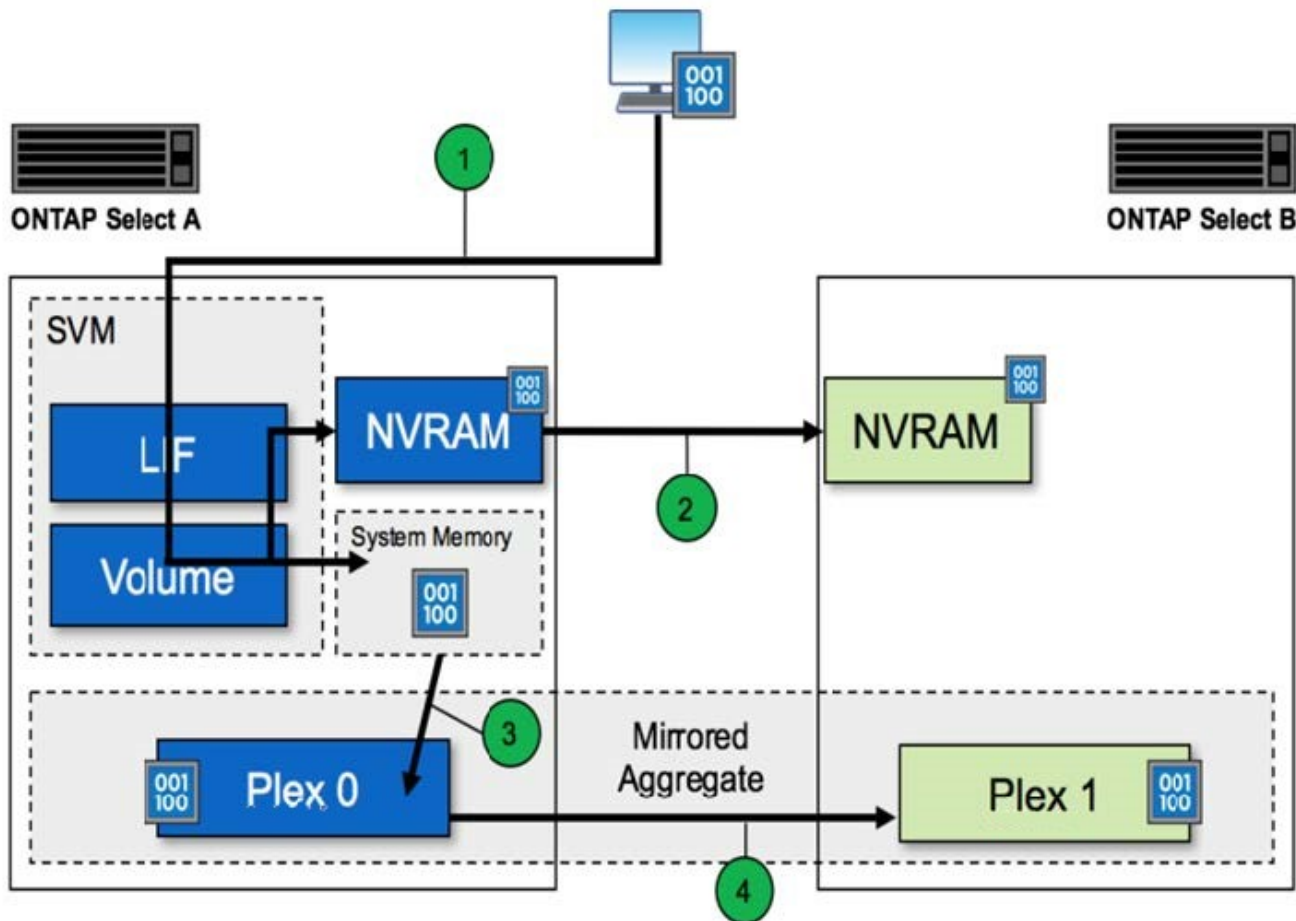 001
100
1
ONTAP Select A
ONTAP Select B
SVM
LIF
Volume
NVRAM
001
100
2
NVRAM
001
100
System Memory
001
100
3
Mirrored
Aggregate
001
100
Plex 0
Plex 1
001
100
4